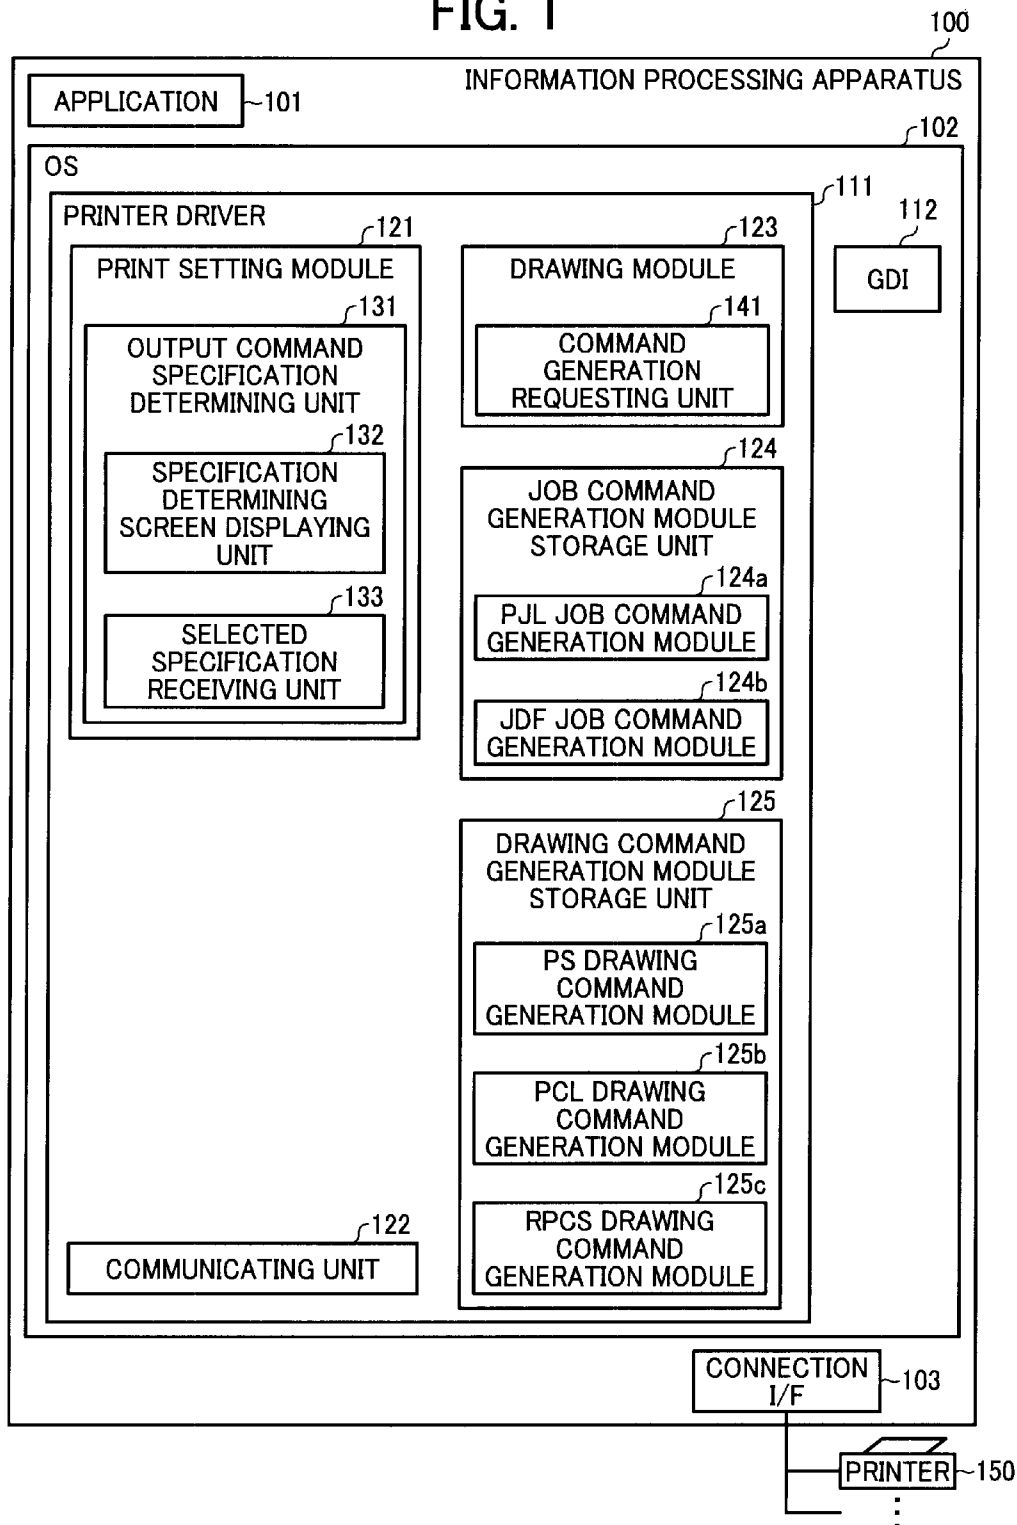 FIG. 1
100
INFORMATION PROCESSING APPARATUS
APPLICATION
101
102
OS
111
PRINTER DRIVER
121
PRINT SETTING MODULE
131
OUTPUT COMMAND
SPECIFICATION
DETERMINING UNIT
132
SPECIFICATION
DETERMINING
SCREEN DISPLAYING
UNIT
133
SELECTED
SPECIFICATION
RECEIVING UNIT
122
COMMUNICATING UNIT
123
DRAWING MODULE
141
COMMAND
GENERATION
REQUESTING UNIT
124
JOB COMMAND
GENERATION MODULE
STORAGE UNIT
124a
PJL JOB COMMAND
GENERATION MODULE
124b
JDF JOB COMMAND
GENERATION MODULE
125
DRAWING COMMAND
GENERATION MODULE
STORAGE UNIT
125a
PS DRAWING
COMMAND
GENERATION MODULE
125b
PCL DRAWING
COMMAND
GENERATION MODULE
125c
RPCS DRAWING
COMMAND
GENERATION MODULE
112
GDI
CONNECTION
I/F
103
PRINTER
150